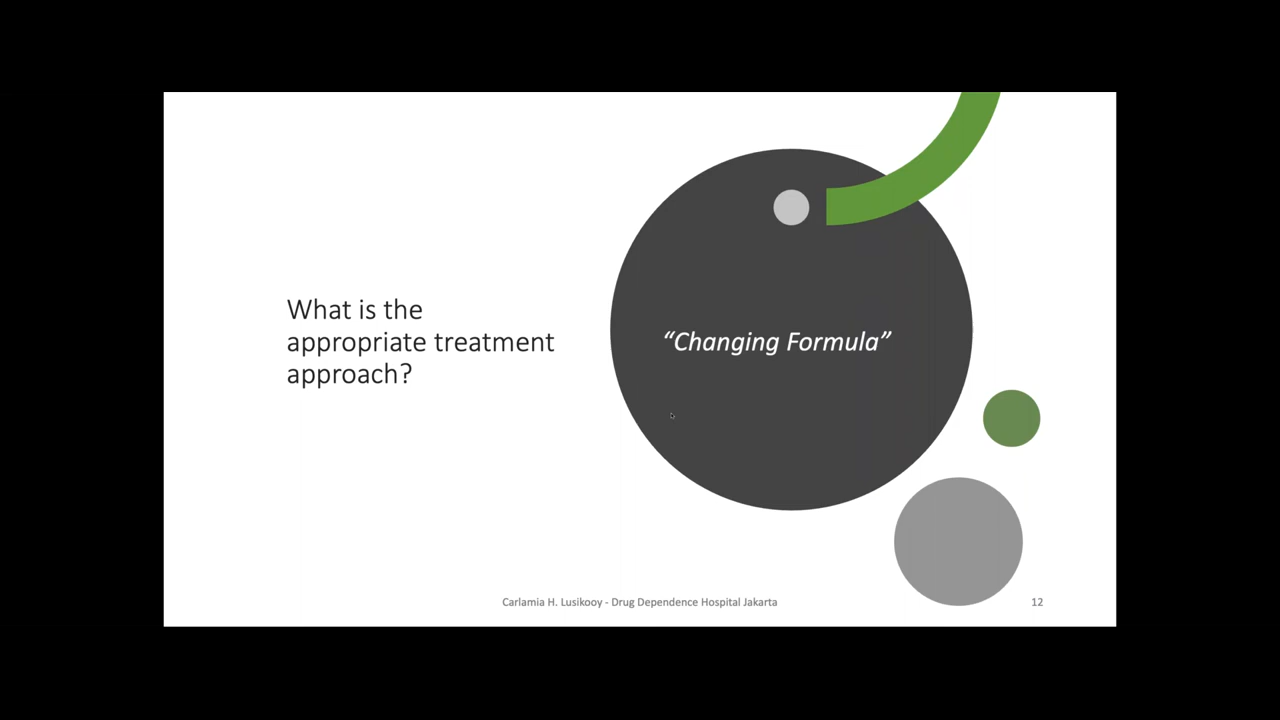 What is the
appropriate treatment
approach?
“Changing Formula”
Carlamia H. Lusikooy - Drug Dependence Hospital Jakarta
12